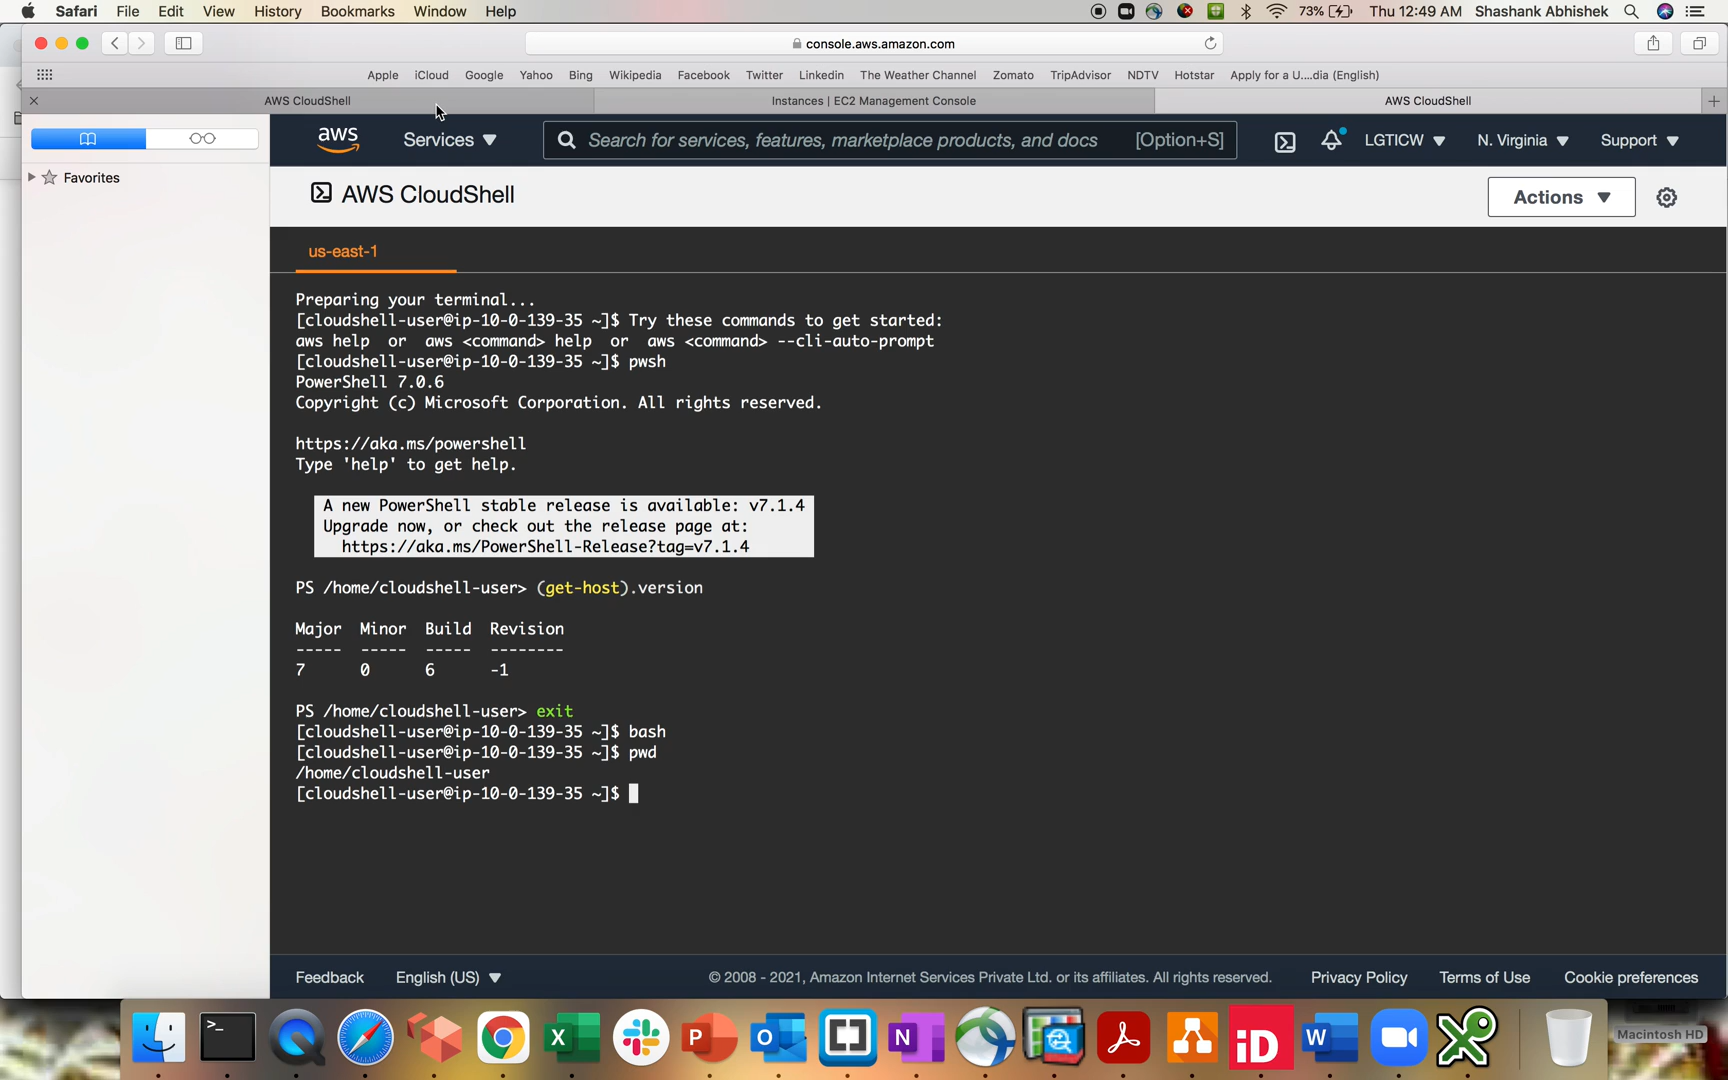 Safari File Edit View History Bookmarks Window Help 73% Thu 12:49 AM Shashank Abhishek
console.aws.amazon.com
Apple iCloud Google Yahoo Bing Wikipedia Facebook Twitter Linkedin The Weather Channel Zomato TripAdvisor NDTV Hotstar Apply for a U....dia (English)
AWS CloudShell Instances | EC2 Management Console AWS CloudShell
aws Services Search for services, features, marketplace products, and docs [Option+S] LGTICW N. Virginia Support
Favorites
AWS CloudShell Actions
us-east-1
Preparing your terminal...
[cloudshell-user@ip-10-0-139-35 ~]$ Try these commands to get started:
aws help or aws <command> help or aws <command> --cli-auto-prompt
[cloudshell-user@ip-10-0-139-35 ~]$ pwsh
PowerShell 7.0.6
Copyright (c) Microsoft Corporation. All rights reserved.
https://aka.ms/powershell
Type 'help' to get help.
A new PowerShell stable release is available: v7.1.4
Upgrade now, or check out the release page at:
https://aka.ms/PowerShell-Release?tag=v7.1.4
PS /home/cloudshell-user> (get-host).version
Major Minor Build Revision
----- ----- ----- --------
7 0 6 -1
PS /home/cloudshell-user> exit
[cloudshell-user@ip-10-0-139-35 ~]$ bash
[cloudshell-user@ip-10-0-139-35 ~]$ pwd
/home/cloudshell-user
[cloudshell-user@ip-10-0-139-35 ~]$
Feedback English (US) © 2008 - 2021, Amazon Internet Services Private Ltd. or its affiliates. All rights reserved. Privacy Policy Terms of Use Cookie preferences
>_ X P O N iD W X
Macintosh HD